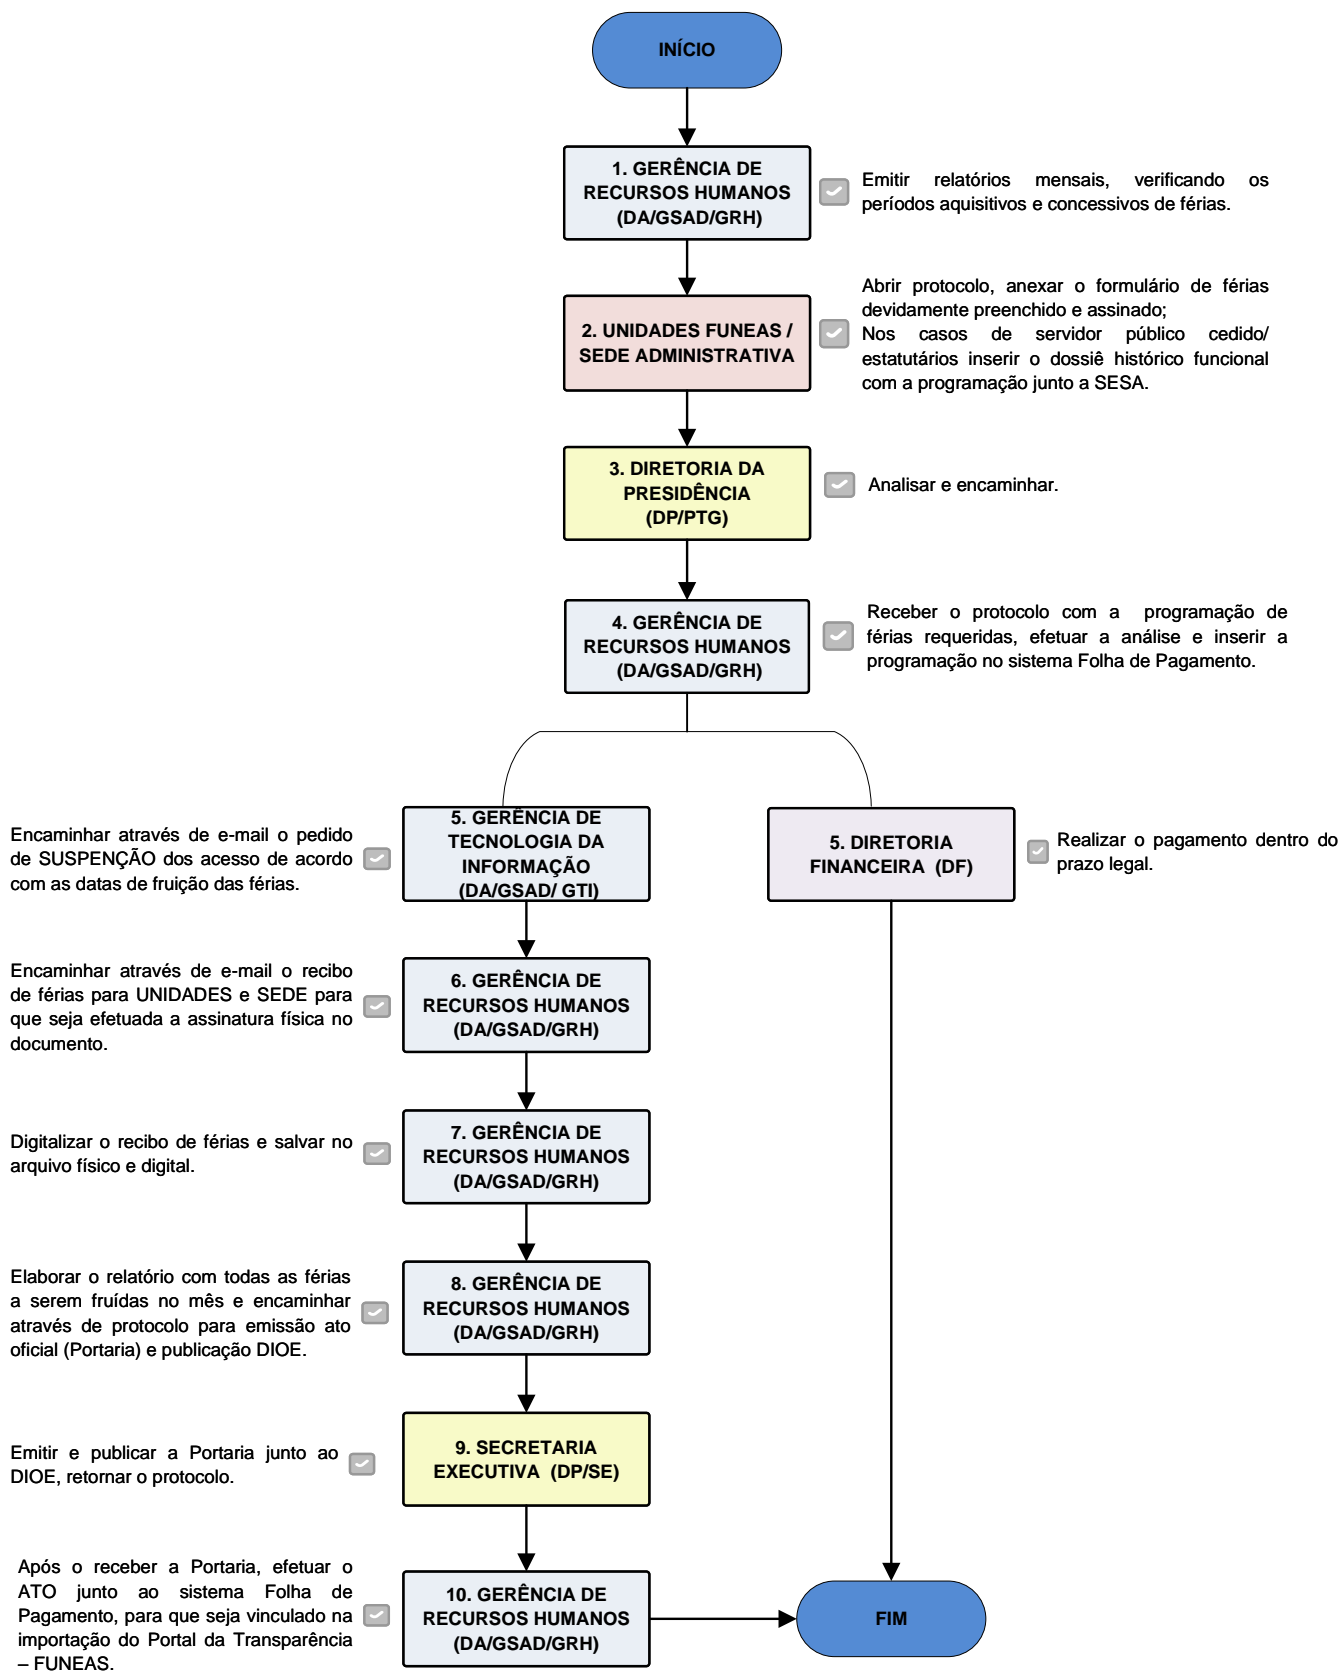 INÍCIO
1. GERÊNCIA DE
RECURSOS HUMANOS
(DA/GSAD/GRH)
Emitir relatórios mensais, verificando os
períodos aquisitivos e concessivos de férias.
2. UNIDADES FUNEAS /
SEDE ADMINISTRATIVA
Abrir protocolo, anexar o formulário de férias
devidamente preenchido e assinado;
Nos casos de servidor público cedido/
estatutários inserir o dossiê histórico funcional
com a programação junto a SESA.
3. DIRETORIA DA
PRESIDÊNCIA
(DP/PTG)
Analisar e encaminhar.
4. GERÊNCIA DE
RECURSOS HUMANOS
(DA/GSAD/GRH)
Receber o protocolo com a programação de
férias requeridas, efetuar a análise e inserir a
programação no sistema Folha de Pagamento.
Encaminhar através de e-mail o pedido
de SUSPENÇÃO dos acesso de acordo
com as datas de fruição das férias.
5. GERÊNCIA DE
TECNOLOGIA DA
INFORMAÇÃO
(DA/GSAD/ GTI)
5. DIRETORIA
FINANCEIRA (DF)
Realizar o pagamento dentro do
prazo legal.
Encaminhar através de e-mail o recibo
de férias para UNIDADES e SEDE para
que seja efetuada a assinatura física no
documento.
6. GERÊNCIA DE
RECURSOS HUMANOS
(DA/GSAD/GRH)
Digitalizar o recibo de férias e salvar no
arquivo físico e digital.
7. GERÊNCIA DE
RECURSOS HUMANOS
(DA/GSAD/GRH)
Elaborar o relatório com todas as férias
a serem fruídas no mês e encaminhar
através de protocolo para emissão ato
oficial (Portaria) e publicação DIOE.
8. GERÊNCIA DE
RECURSOS HUMANOS
(DA/GSAD/GRH)
Emitir e publicar a Portaria junto ao
DIOE, retornar o protocolo.
9. SECRETARIA
EXECUTIVA (DP/SE)
Após o receber a Portaria, efetuar o
ATO junto ao sistema Folha de
Pagamento, para que seja vinculado na
importação do Portal da Transparência
– FUNEAS.
10. GERÊNCIA DE
RECURSOS HUMANOS
(DA/GSAD/GRH)
FIM